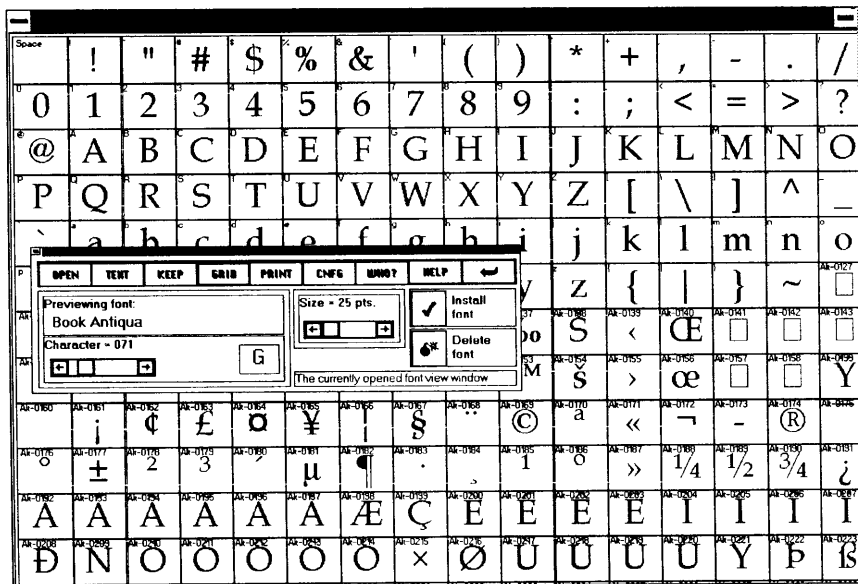 Space ! " # $ % & ' ( ) * + , - . /
0 1 2 3 4 5 6 7 8 9 : ; < = > ?
@ A B C D E F G H I J K L M N O
P Q R S T U V W X Y Z [ \ ] ^ _
` a b c d e f g h i j k l m n o
OPEN TEXT KEEP GRID PRINT CNFG WHO? HELP
y z { | } ~ Alt-0127
Previewing font:
Book Antiqua
Size = 25 pts.
Install font
Character = 071
G
Delete font
The currently opened font view window
Alt-0139 Alt-0140 Alt-0141 Alt-0142 Alt-0143
Š ‹ Œ
Alt-0154 Alt-0155 Alt-0156 Alt-0157 Alt-0158 Alt-0159
š › œ Ÿ
Alt-0160 Alt-0161 Alt-0162 Alt-0163 Alt-0164 Alt-0165 Alt-0166 Alt-0167 Alt-0168 Alt-0169 Alt-0170 Alt-0171 Alt-0172 Alt-0173 Alt-0174 Alt-0175
¡ ¢ £ ¤ ¥ ¦ § ¨ © ª « ¬ - ®
Alt-0176 Alt-0177 Alt-0178 Alt-0179 Alt-0180 Alt-0181 Alt-0182 Alt-0183 Alt-0184 Alt-0185 Alt-0186 Alt-0187 Alt-0188 Alt-0189 Alt-0190 Alt-0191
° ± ² ³ ´ µ ¶ · ¸ ¹ º » ¼ ½ ¾ ¿
Alt-0192 Alt-0193 Alt-0194 Alt-0195 Alt-0196 Alt-0197 Alt-0198 Alt-0199 Alt-0200 Alt-0201 Alt-0202 Alt-0203 Alt-0204 Alt-0205 Alt-0206 Alt-0207
À Á Â Ã Ä Å Æ Ç È É Ê Ë Ì Í Î Ï
Alt-0208 Alt-0209 Alt-0210 Alt-0211 Alt-0212 Alt-0213 Alt-0214 Alt-0215 Alt-0216 Alt-0217 Alt-0218 Alt-0219 Alt-0220 Alt-0221 Alt-0222 Alt-0223
Ð Ñ Ò Ó Ô Õ Ö × Ø Ù Ú Û Ü Ý Þ ß